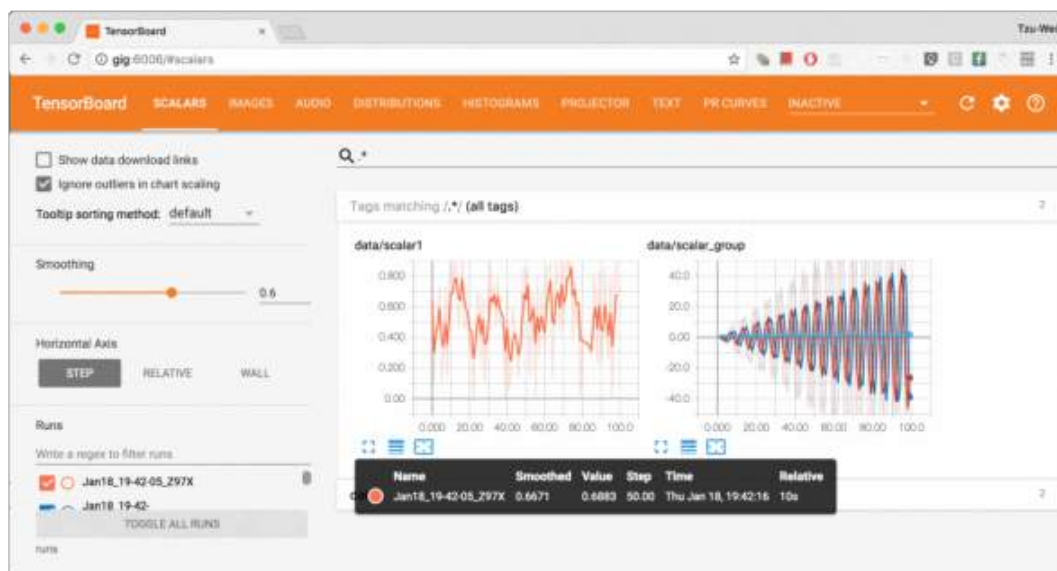 TensorBoard
Tzu-Wei
gig:6006/#scalars
TensorBoard SCALARS IMAGES AUDIO DISTRIBUTIONS HISTOGRAMS PROJECTOR TEXT PR CURVES INACTIVE
Show data download links
Ignore outliers in chart scaling
Tooltip sorting method: default
Smoothing
0.6
Horizontal Axis
STEP RELATIVE WALL
Runs
Write a regex to filter runs
Jan18_19-42-05_Z97X
Jan18_19-42-
TOGGLE ALL RUNS
runs
.*
Tags matching /.*/ (all tags) 2
data/scalar1
0.800
0.600
0.400
0.200
0.00
0.000 20.00 40.00 60.00 80.00 100.0
data/scalar_group
40.0
20.0
0.00
-20.0
-40.0
0.000 20.00 40.00 60.00 80.00 100.0
Name Smoothed Value Step Time Relative
Jan18_19-42-05_Z97X 0.6671 0.6883 50.00 Thu Jan 18, 19:42:16 10s
2